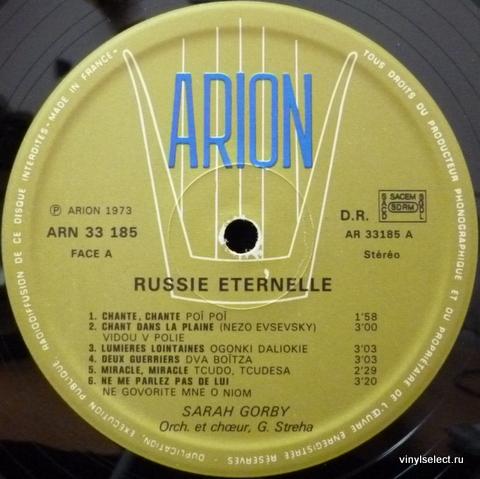 ARION
Ⓟ ARION 1973
ARN 33 185
FACE A
D.R.
SACEM
SDRM
SACD
SGDL
AR 33185 A
Stéréo
RUSSIE ETERNELLE
1. CHANTE, CHANTE POÏ POÏ 1'58
2. CHANT DANS LA PLAINE (NEZO EVSEVSKY) 3'00
VIDOU V POLIE
3. LUMIERES LOINTAINES OGONKI DALIOKIE 3'03
4. DEUX GUERRIERS DVA BOÏTZA 3'03
5. MIRACLE, MIRACLE TCUDO, TCUDESA 2'29
6. NE ME PARLEZ PAS DE LUI 3'20
NE GOVORITE MNE O NIOM
SARAH GORBY
Orch. et chœur, G. Streha
TOUS DROITS DU PRODUCTEUR PHONOGRAPHIQUE ET DU PROPRIÉTAIRE DE L'ŒUVRE ENREGISTRÉE RÉSERVÉS - DUPLICATION, EXÉCUTION PUBLIQUE RADIODIFFUSION DE CE DISQUE INTERDITES - MADE IN FRANCE -
vinylselect.ru